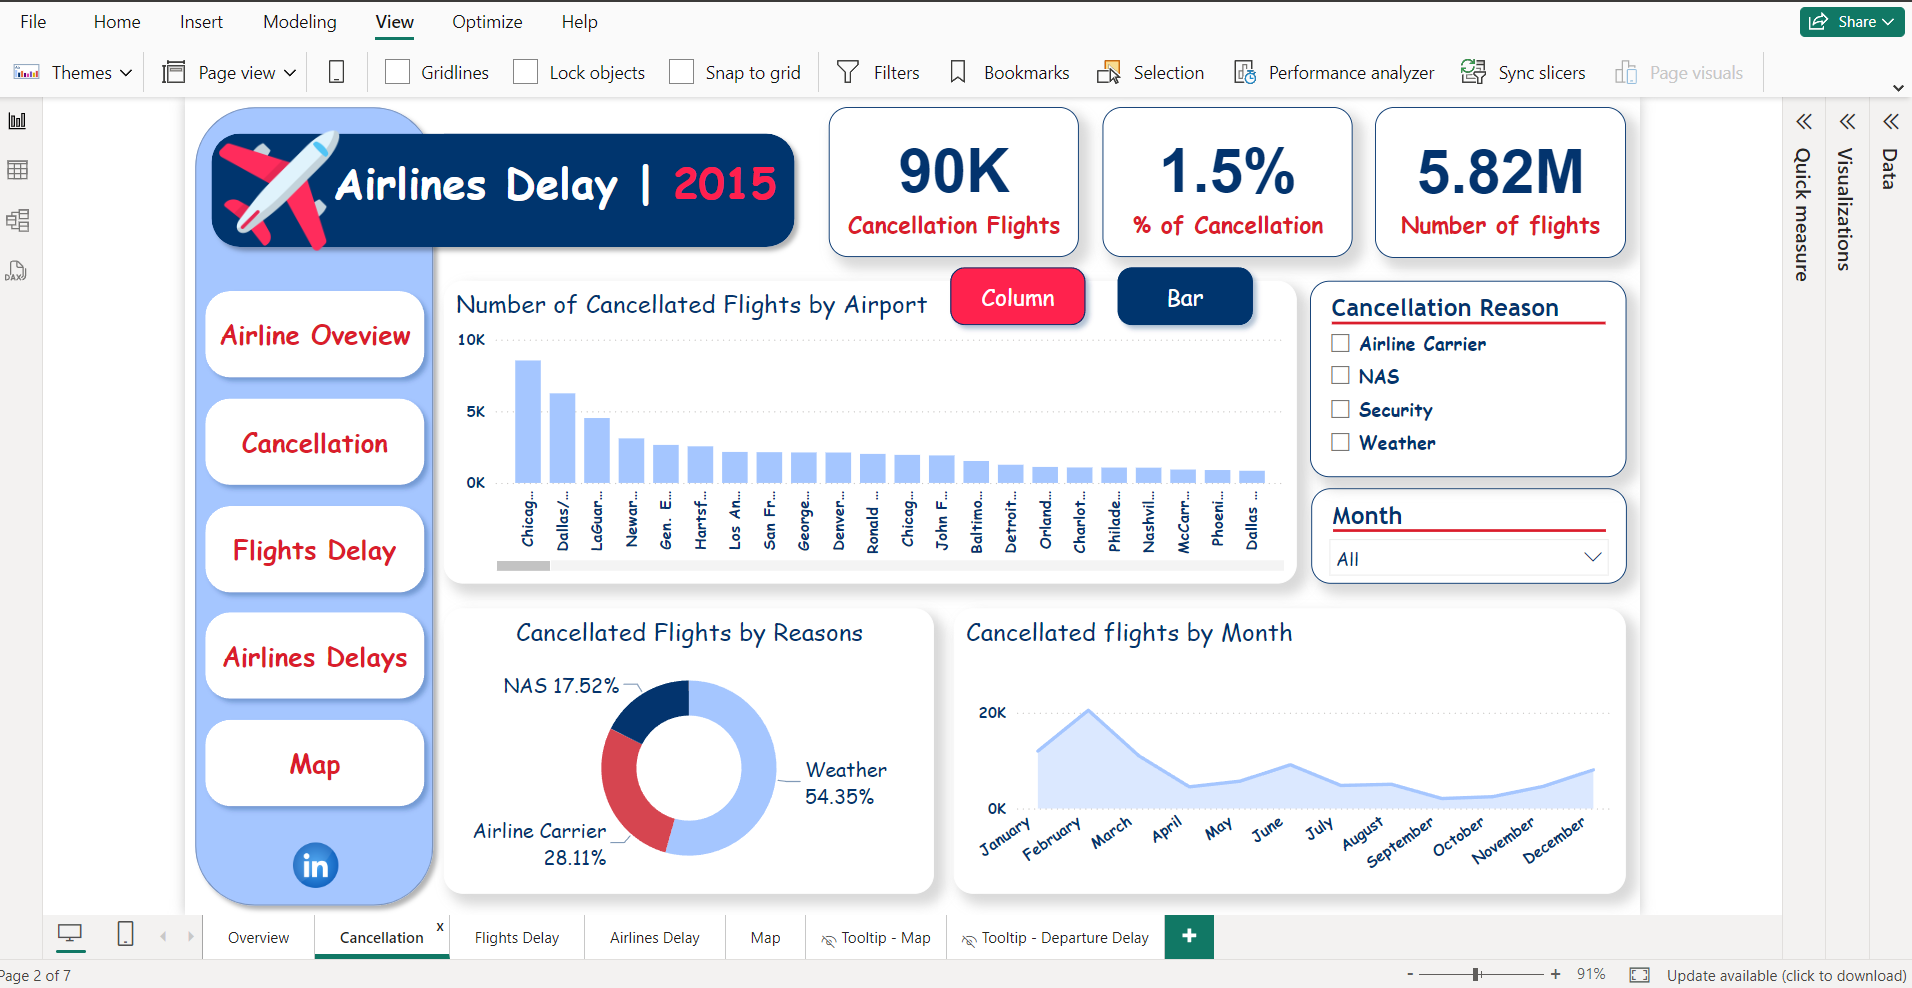 File Home Insert Modeling View Optimize Help Share
Themes Page view Gridlines Lock objects Snap to grid Filters Bookmarks Selection Performance analyzer Sync slicers Page visuals
Airlines Delay | 2015
90K
Cancellation Flights
1.5%
% of Cancellation
5.82M
Number of flights
Quick measure
Visualizations
Data
DAX
Airline Oveview
Cancellation
Flights Delay
Airlines Delays
Map
in
Number of Cancellated Flights by Airport
Column
Bar
10K
5K
0K
Chicag...
Dallas/...
LaGuar...
Newar...
Gen. E...
Hartsf...
Los An...
San Fr...
George...
Denver...
Ronald ...
Chicag...
John F...
Baltimo...
Detroit...
Orland...
Charlot...
Philade...
Nashvil...
McCarr...
Phoeni...
Dallas ...
Cancellation Reason
Airline Carrier
NAS
Security
Weather
Month
All
Cancellated Flights by Reasons
NAS 17.52%
Weather
54.35%
Airline Carrier
28.11%
Cancellated flights by Month
20K
0K
January
February
March
April
May
June
July
August
September
October
November
December
Overview Cancellation x Flights Delay Airlines Delay Map Tooltip - Map Tooltip - Departure Delay +
Page 2 of 7 - + 91% Update available (click to download)